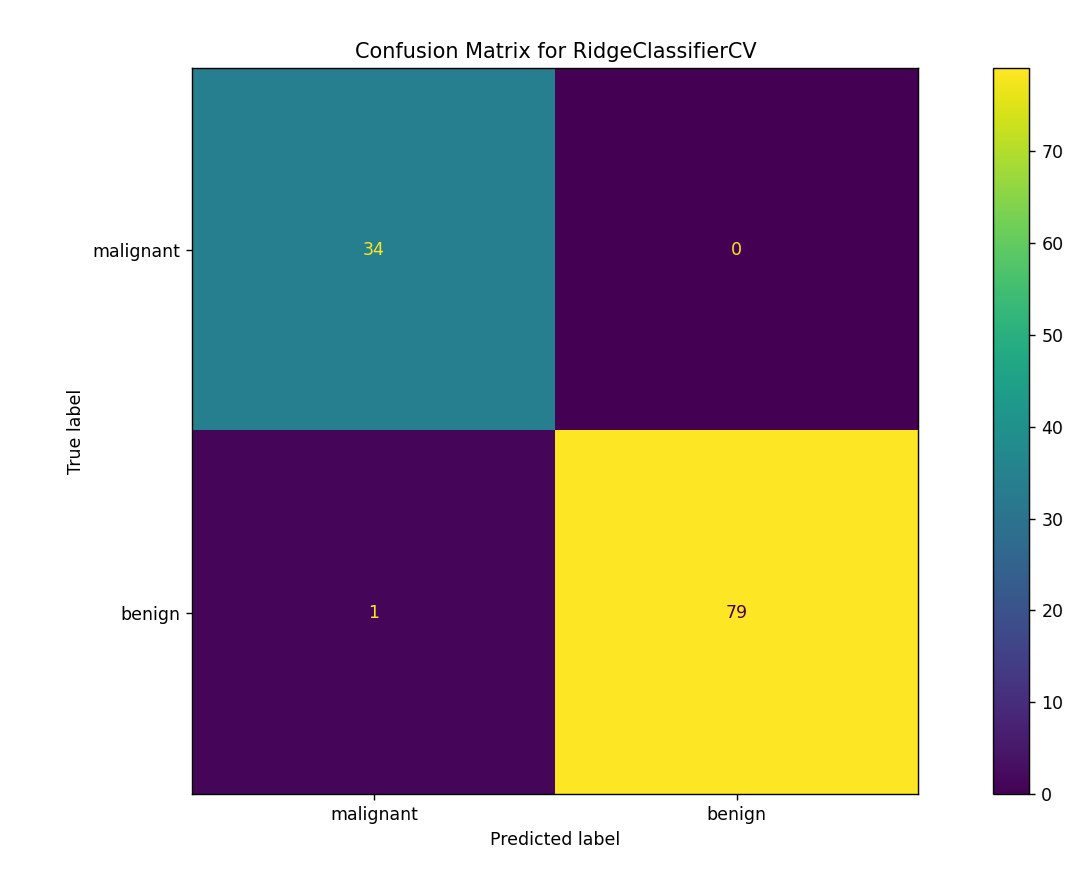 Confusion Matrix for RidgeClassifierCV
malignant
34
0
benign
1
79
True label
malignant
benign
Predicted label
70
60
50
40
30
20
10
0